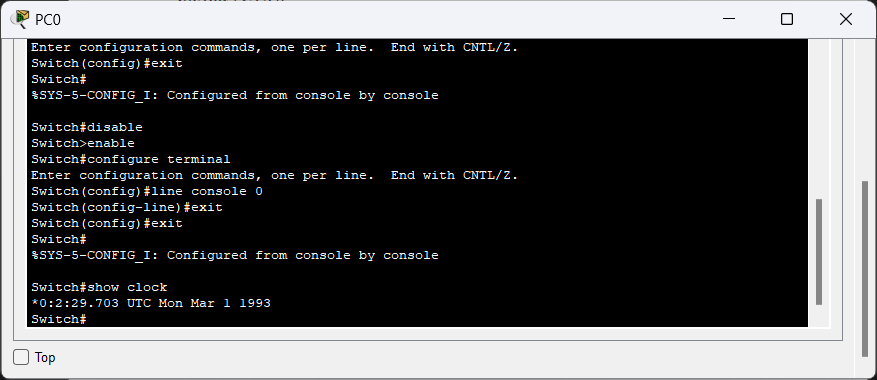 PC0
Enter configuration commands, one per line.  End with CNTL/Z.
Switch(config)#exit
Switch#
%SYS-5-CONFIG_I: Configured from console by console
Switch#disable
Switch>enable
Switch#configure terminal
Enter configuration commands, one per line.  End with CNTL/Z.
Switch(config)#line console 0
Switch(config-line)#exit
Switch(config)#exit
Switch#
%SYS-5-CONFIG_I: Configured from console by console
Switch#show clock
*0:2:29.703 UTC Mon Mar 1 1993
Switch#
Top